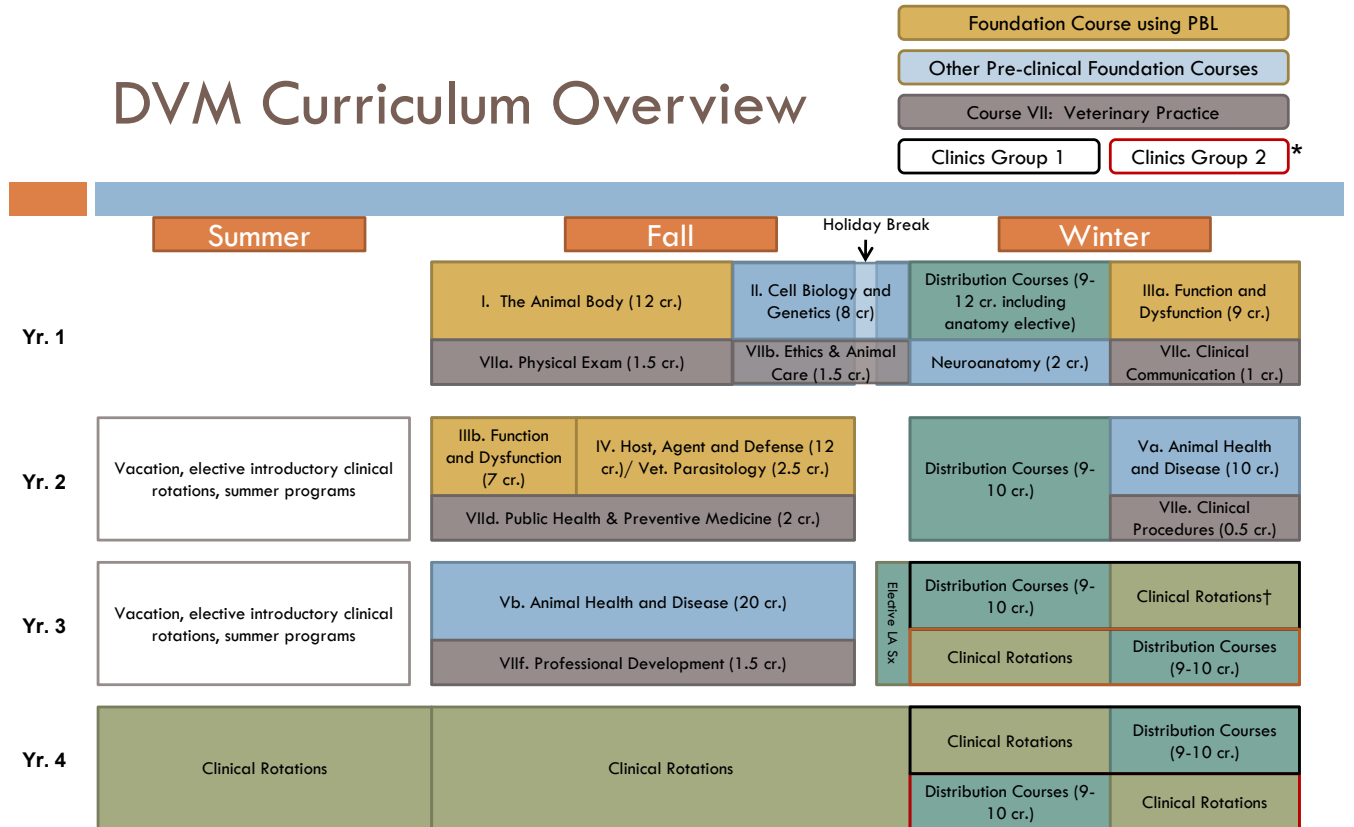 Foundation Course using PBL
Other Pre-clinical Foundation Courses
DVM Curriculum Overview
Course VII: Veterinary Practice
Clinics Group 1
Clinics Group 2
*
Summer
Fall
Holiday Break
Winter
Yr. 1
I. The Animal Body (12 cr.)
II. Cell Biology and
Genetics (8 cr)
Distribution Courses (9-
12 cr. including
anatomy elective)
IIIa. Function and
Dysfunction (9 cr.)
VIIa. Physical Exam (1.5 cr.)
VIIb. Ethics & Animal
Care (1.5 cr.)
Neuroanatomy (2 cr.)
VIIc. Clinical
Communication (1 cr.)
Yr. 2
Vacation, elective introductory clinical
rotations, summer programs
IIIb. Function
and Dysfunction
(7 cr.)
IV. Host, Agent and Defense (12
cr.)/ Vet. Parasitology (2.5 cr.)
VIId. Public Health & Preventive Medicine (2 cr.)
Distribution Courses (9-
10 cr.)
Va. Animal Health
and Disease (10 cr.)
VIIe. Clinical
Procedures (0.5 cr.)
Yr. 3
Vacation, elective introductory clinical
rotations, summer programs
Vb. Animal Health and Disease (20 cr.)
VIIf. Professional Development (1.5 cr.)
Elective LA Sx
Distribution Courses (9-
10 cr.)
Clinical Rotations†
Clinical Rotations
Distribution Courses
(9-10 cr.)
Yr. 4
Clinical Rotations
Clinical Rotations
Clinical Rotations
Distribution Courses
(9-10 cr.)
Distribution Courses (9-
10 cr.)
Clinical Rotations